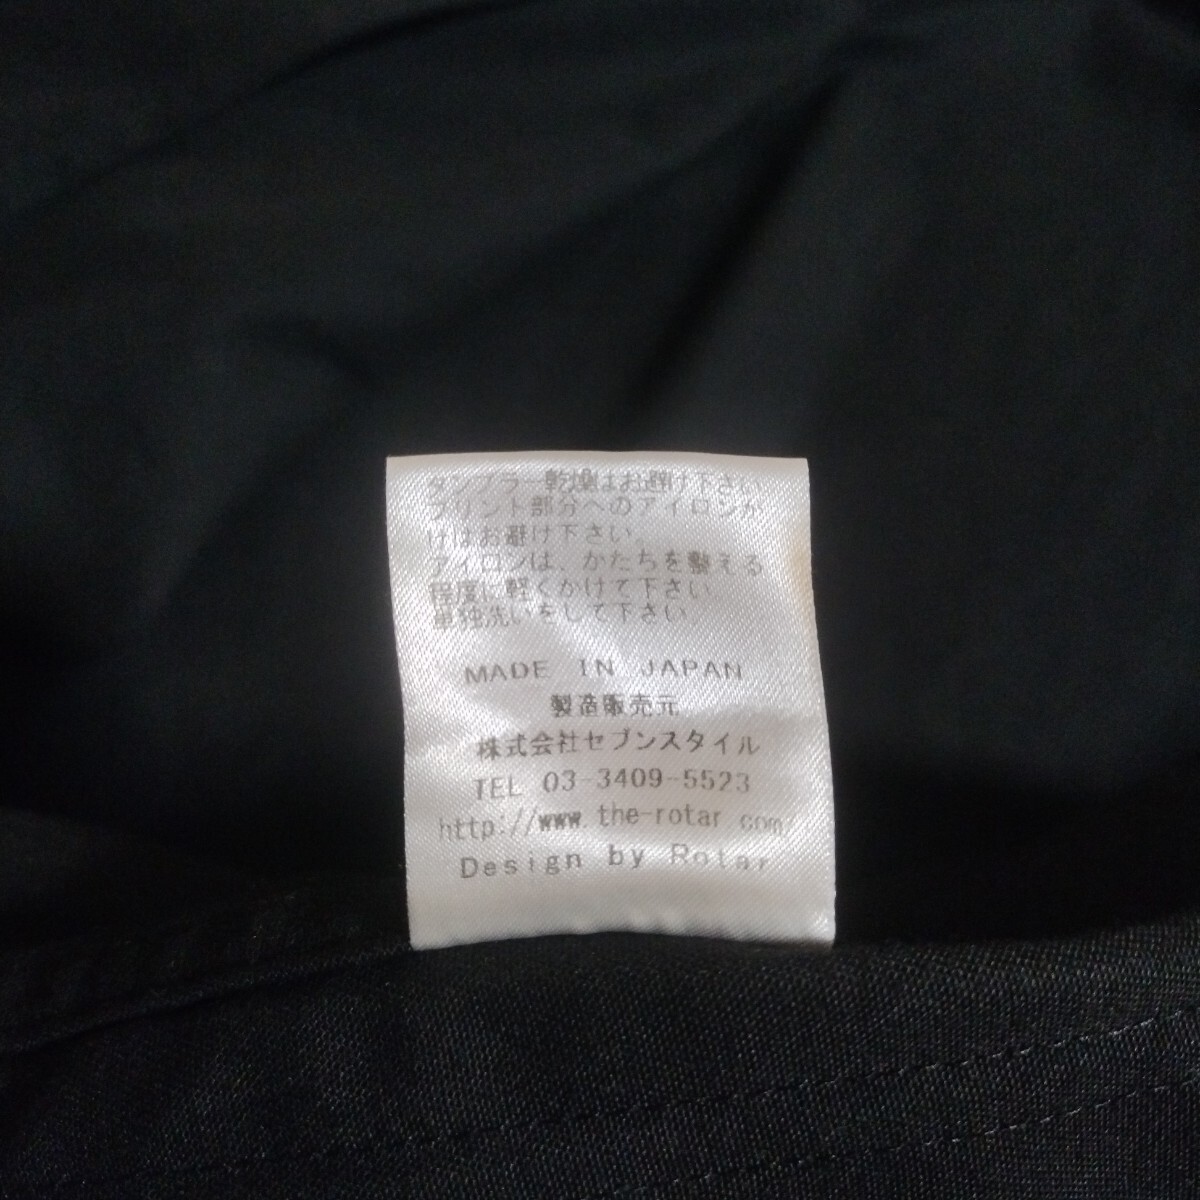 タンブラー乾燥はお避け下さい
プリント部分へのアイロンが
けはお避け下さい。
アイロンは、かたちを整える
程度に軽くかけて下さい。
単独洗いをして下さい。
MADE IN JAPAN
製造販売元
株式会社セブンスタイル
TEL 03-3409-5523
http://www.the-rotar.com/
Design by Rotar